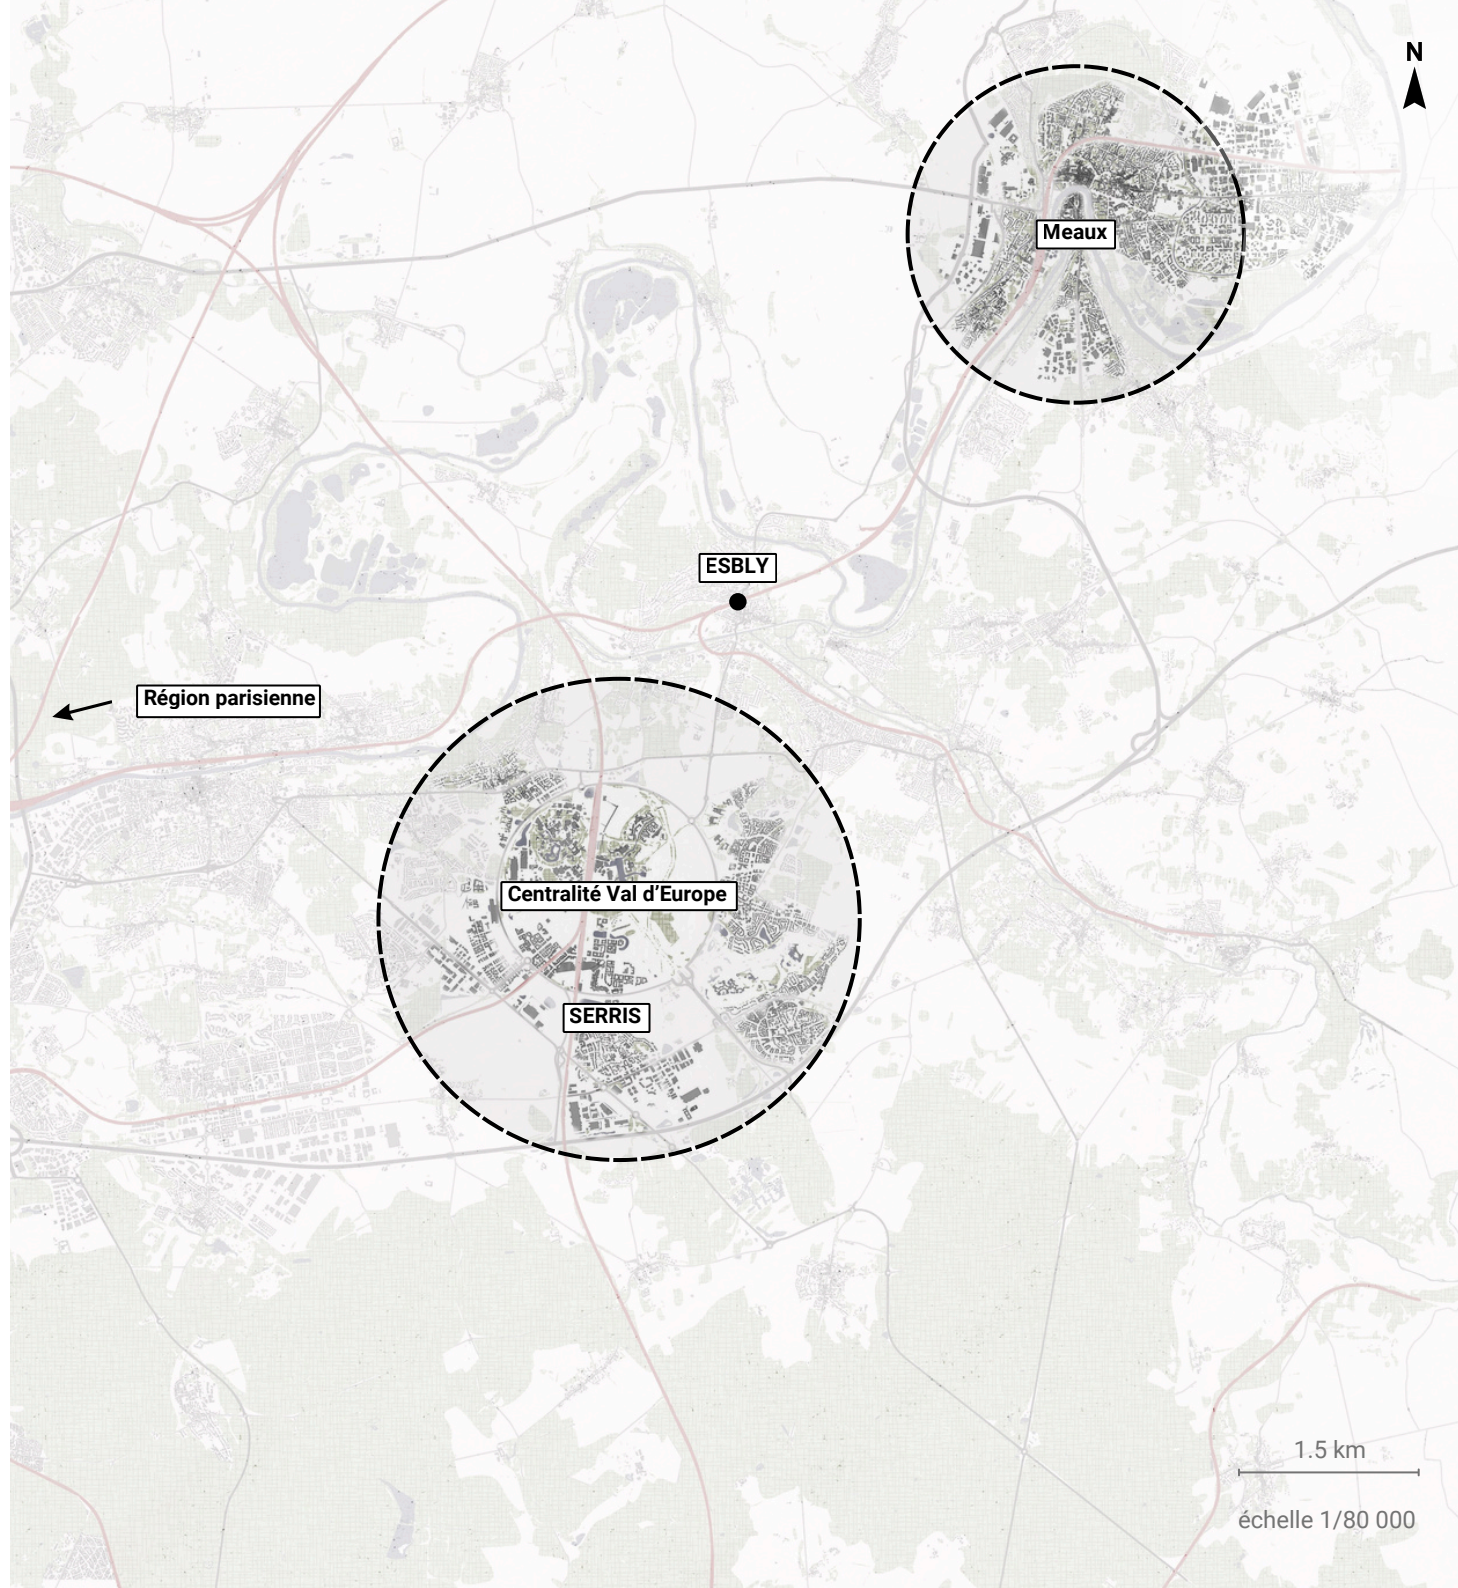 N
Meaux
ESBLY
Région parisienne
Centralité Val d’Europe
SERRIS
1.5 km
échelle 1/80 000